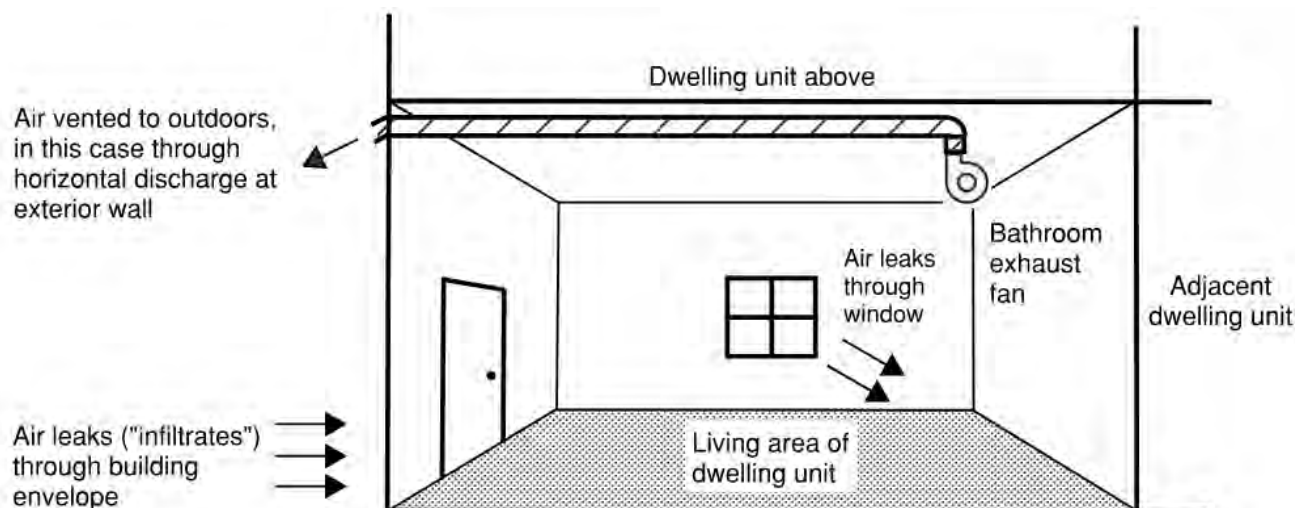 Dwelling unit above
Air vented to outdoors,
in this case through
horizontal discharge at
exterior wall
Air leaks
through
window
Bathroom
exhaust
fan
Adjacent
dwelling unit
Air leaks ("infiltrates")
through building
envelope
Living area of
dwelling unit